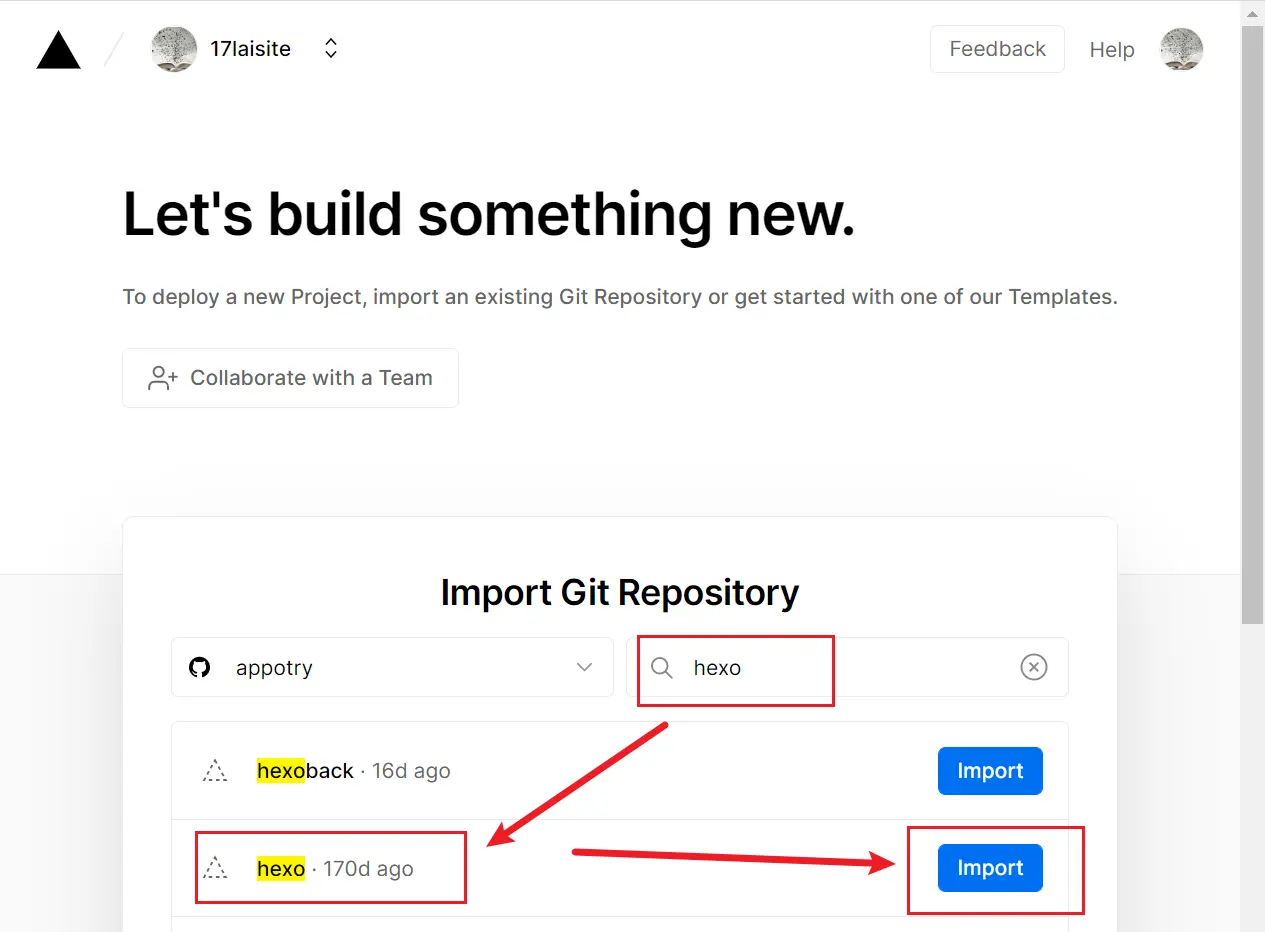 17laisite
Feedback
Help
Let's build something new.
To deploy a new Project, import an existing Git Repository or get started with one of our Templates.
Collaborate with a Team
Import Git Repository
appotry
hexo
hexoback · 16d ago
Import
hexo · 170d ago
Import